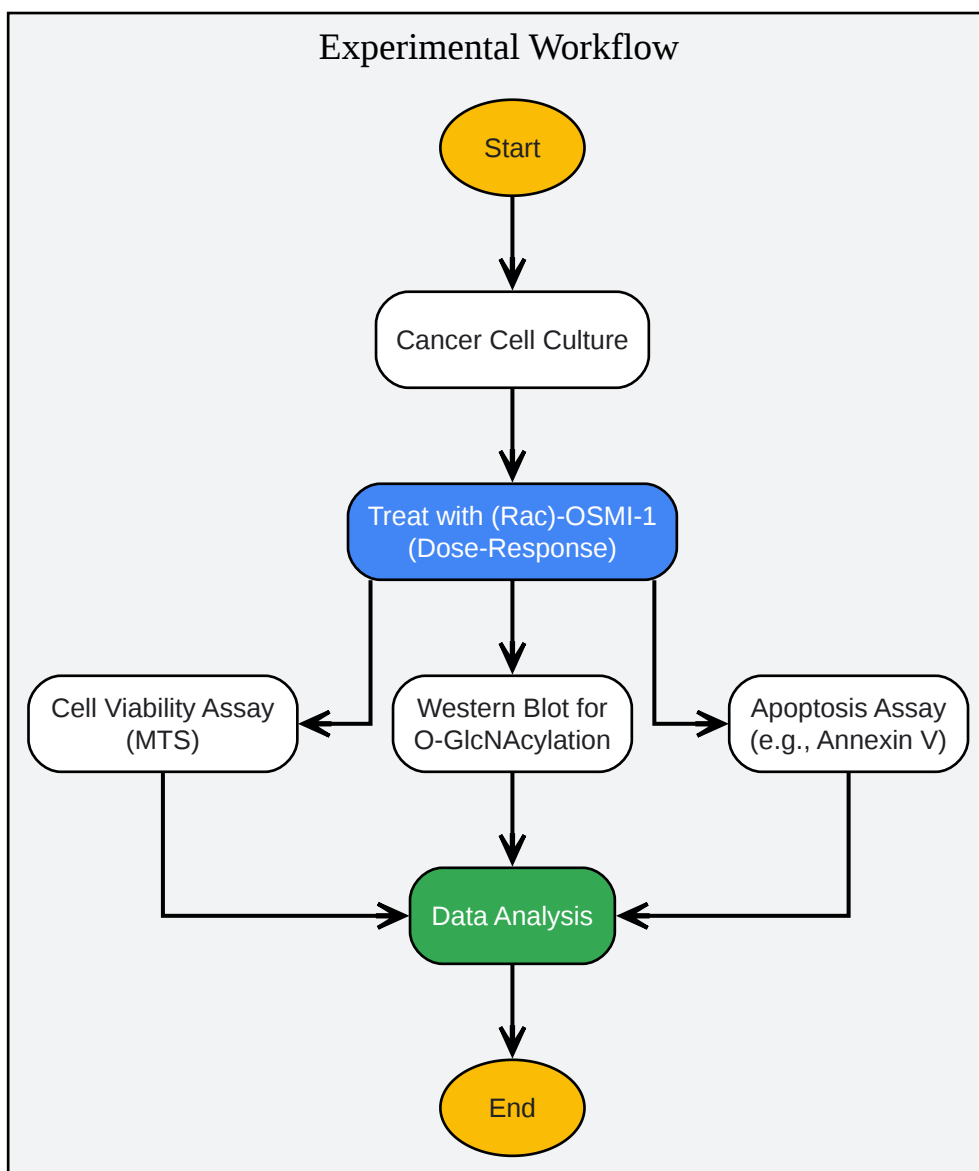 Experimental Workflow
Start
Cancer Cell Culture
Treat with (Rac)-OSMI-1
(Dose-Response)
Cell Viability Assay
(MTS)
Western Blot for
O-GlcNAcylation
Apoptosis Assay
(e.g., Annexin V)
Data Analysis
End